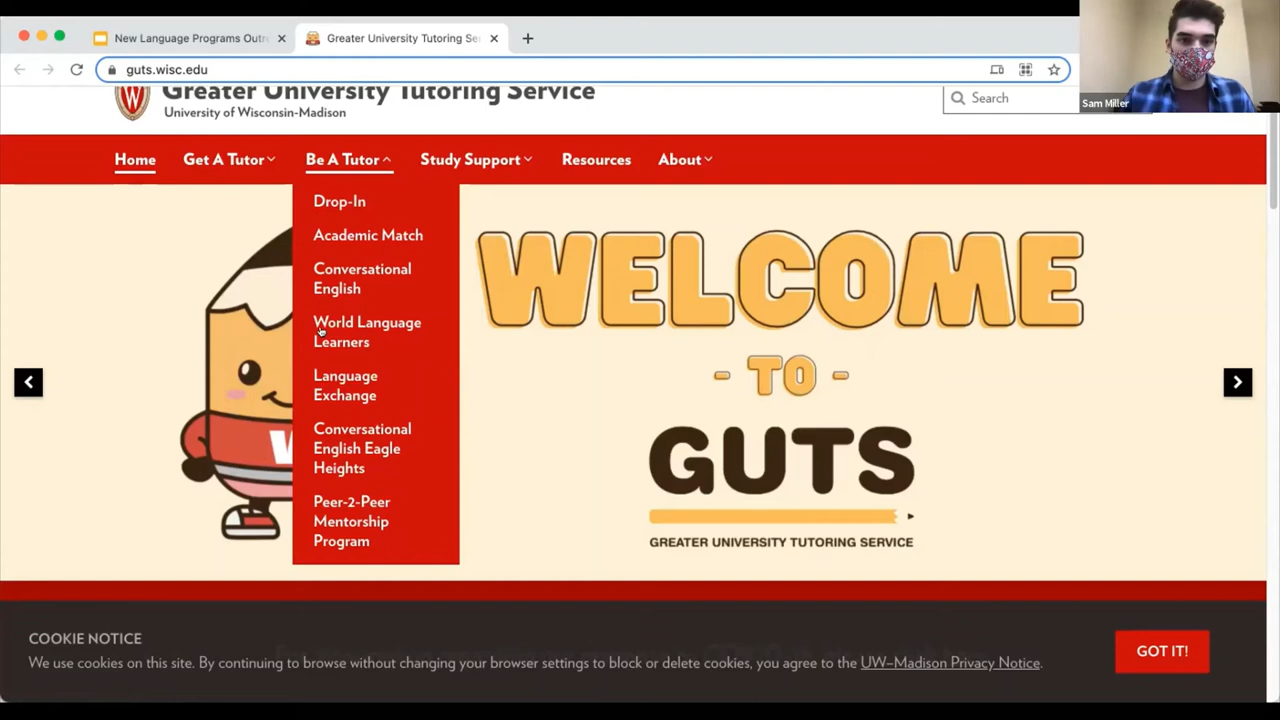 New Language Programs Outr
Greater University Tutoring Se
guts.wisc.edu
Sam Miller
Greater University Tutoring Service
University of Wisconsin-Madison
Search
Home Get A Tutor Be A Tutor Study Support Resources About
Drop-In
Academic Match
Conversational
English
World Language
Learners
Language
Exchange
Conversational
English Eagle
Heights
Peer-2-Peer
Mentorship
Program
W
WELCOME
- TO -
GUTS
GREATER UNIVERSITY TUTORING SERVICE
COOKIE NOTICE
We use cookies on this site. By continuing to browse without changing your browser settings to block or delete cookies, you agree to the UW–Madison Privacy Notice.
GOT IT!